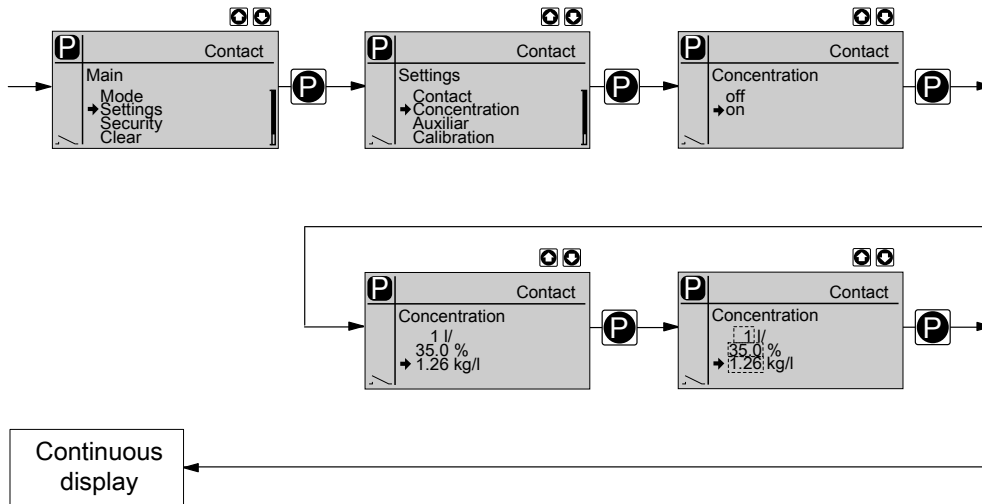 P
Contact
Main
Mode
Settings
Security
Clear
P
P
Contact
Settings
Contact
Concentration
Auxiliar
Calibration
P
P
Contact
Concentration
off
on
P
P
Contact
Concentration
1 l/
35.0 %
1.26 kg/l
P
P
Contact
Concentration
1 l/
35.0 %
1.26 kg/l
P
Continuous
display